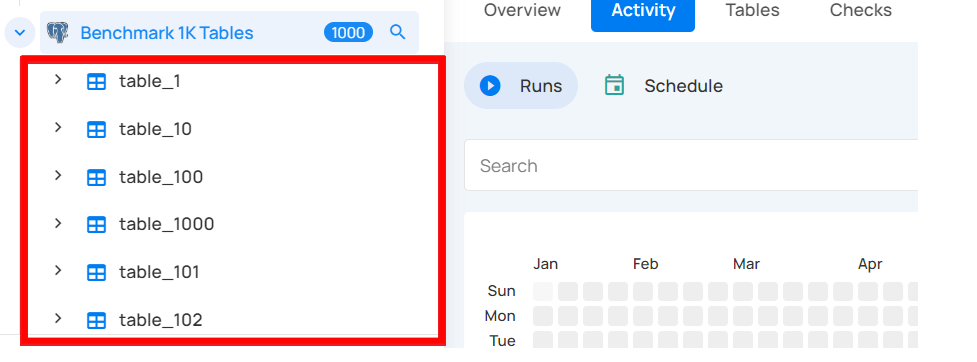 Benchmark 1K Tables 1000
table_1
table_10
table_100
table_1000
table_101
table_102
Overview Activity Tables Checks
Runs Schedule
Search
Jan Feb Mar Apr
Sun
Mon
Tue